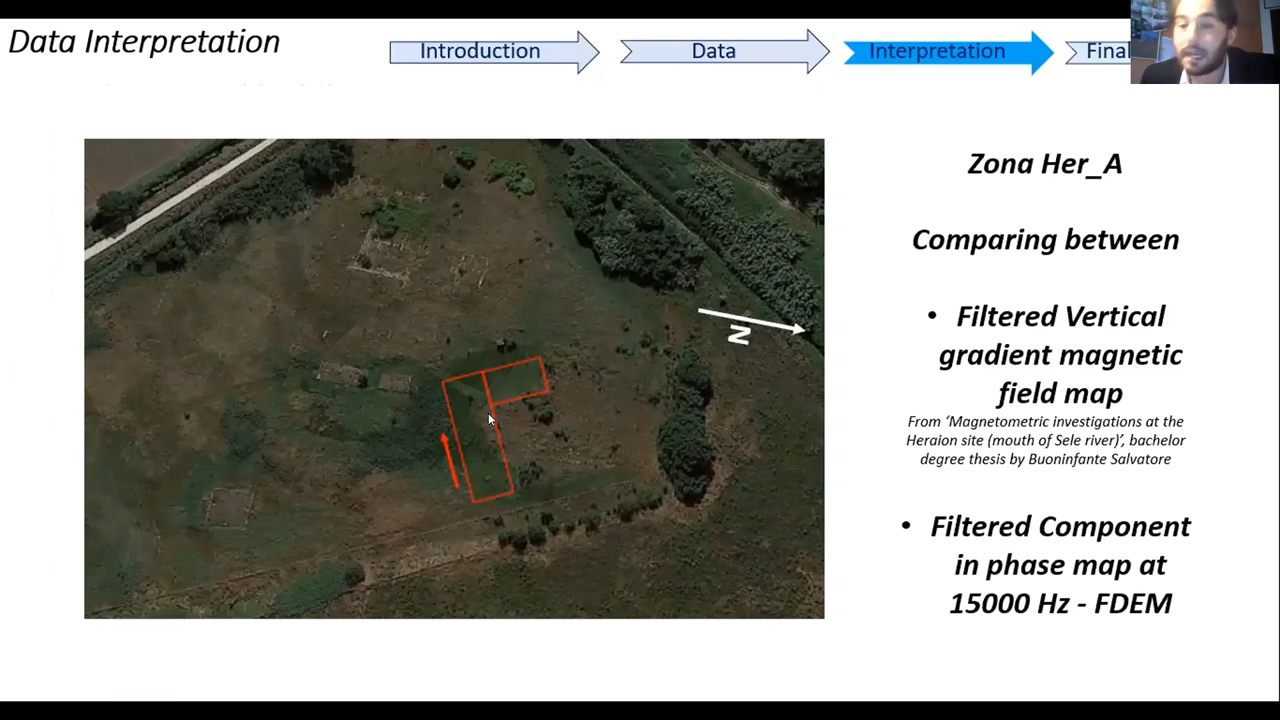 Data Interpretation
Introduction
Data
Interpretation
Final
Zona Her_A
Comparing between
• Filtered Vertical
gradient magnetic
field map
From ‘Magnetometric investigations at the
Heraion site (mouth of Sele river)’, bachelor
degree thesis by Buoninfante Salvatore
N
• Filtered Component
in phase map at
15000 Hz - FDEM